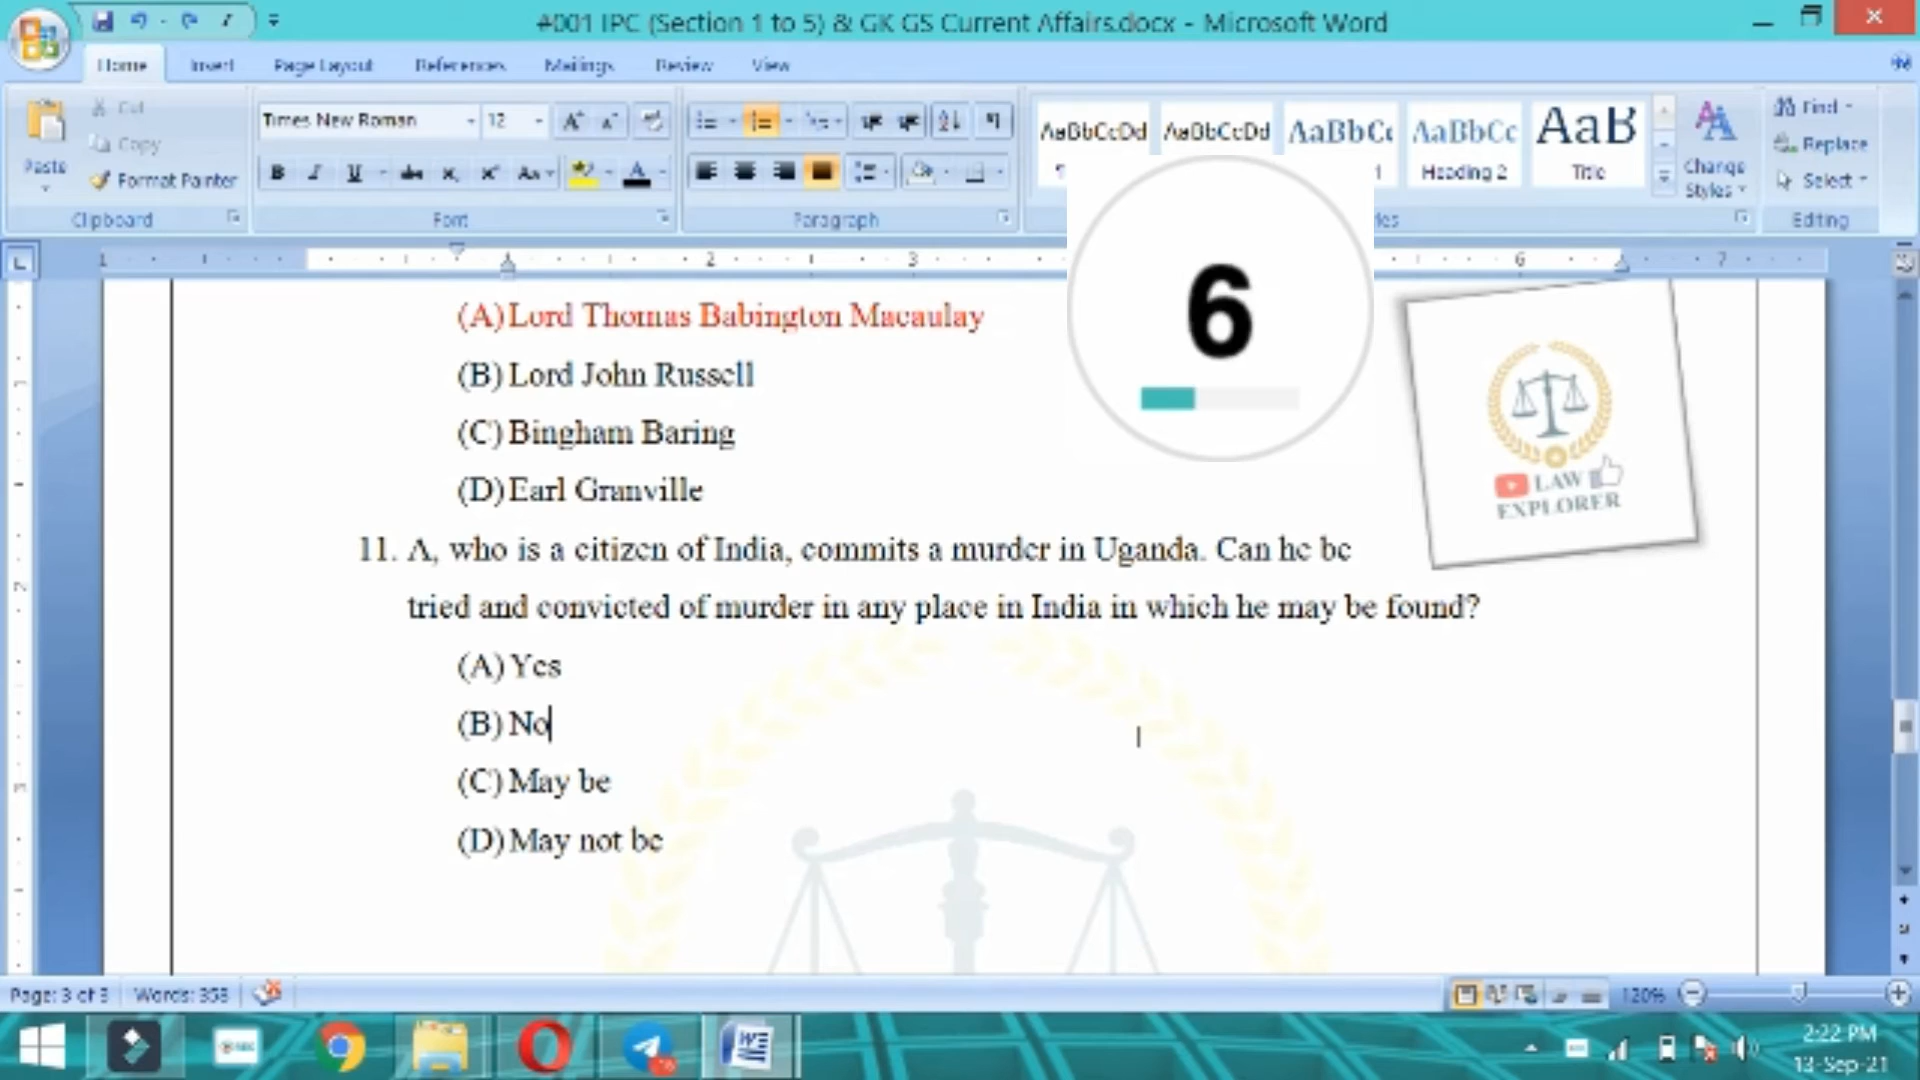 #001 IPC (Section 1 to 5) & GK GS Current Affairs.docx - Microsoft Word
Home Insert Page Layout References Mailings Review View
Paste
Cut
Copy
Format Painter
Clipboard
Times New Roman 12
Font
Paragraph
AaBbCcDd AaBbCcDd AaBbCc AaBbCc AaB
1 Heading 2 Title
Change Styles
Find
Replace
Select
Editing
6
(A) Lord Thomas Babington Macaulay
(B) Lord John Russell
(C) Bingham Baring
(D) Earl Granville
LAW
EXPLORER
11. A, who is a citizen of India, commits a murder in Uganda. Can he be
tried and convicted of murder in any place in India in which he may be found?
(A) Yes
(B) No
(C) May be
(D) May not be
Page: 3 of 3 Words: 358
120%
2:22 PM
13-Sep-21